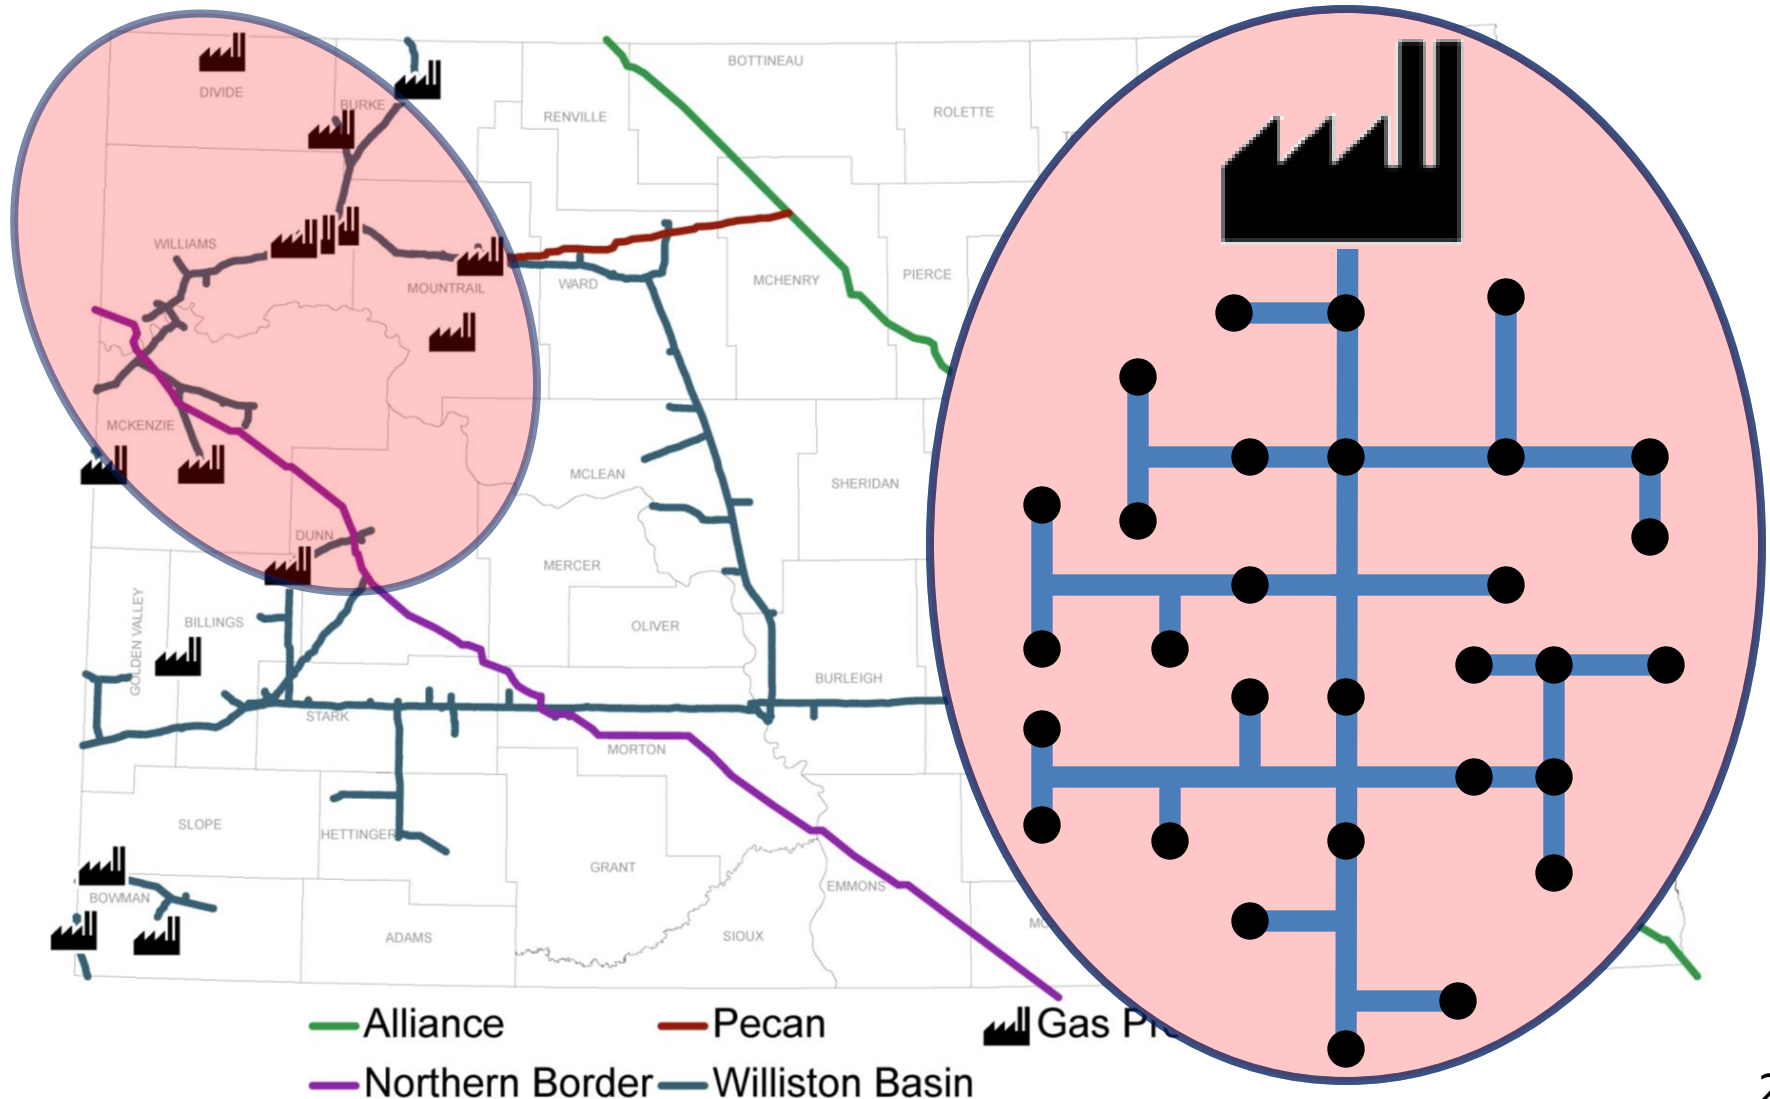 BOTTINEAU
DIVIDE
BURKE
RENVILLE
ROLETTE
WILLIAMS
MOUNTRAIL
WARD
MCHENRY
PIERCE
MCKENZIE
MCLEAN
SHERIDAN
DUNN
MERCER
GOLDEN VALLEY
BILLINGS
OLIVER
BURLEIGH
STARK
MORTON
SLOPE
HETTINGER
GRANT
EMMONS
BOWMAN
ADAMS
SIOUX
Alliance
Pecan
Gas
Northern Border
Williston Basin